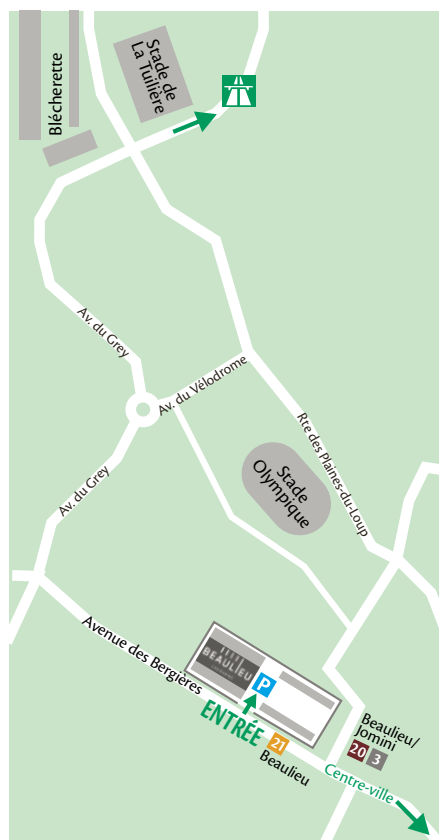 Blécherette
Stade de
La Tuilière
Av. du Grey
Av. du Vélodrome
Av. du Grey
Rte des Plaines-du-Loup
Stade
Olympique
Avenue des Bergières
BEAULIEU
P
ENTRÉE
21
Beaulieu
Beaulieu/
Jomini
20 3
Centre-ville